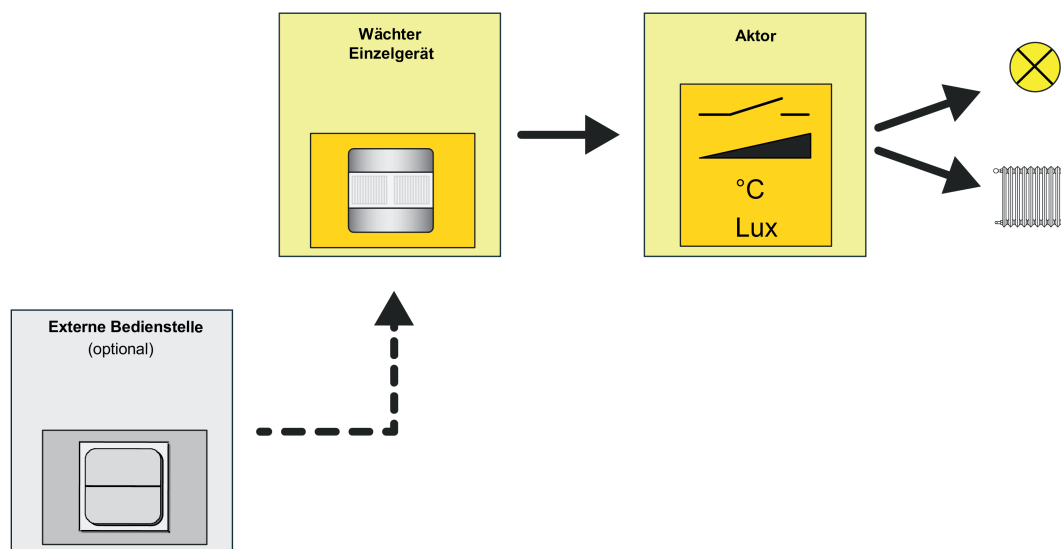 Wächter
Einzelgerät
Aktor
°C
Lux
Externe Bedienstelle
(optional)